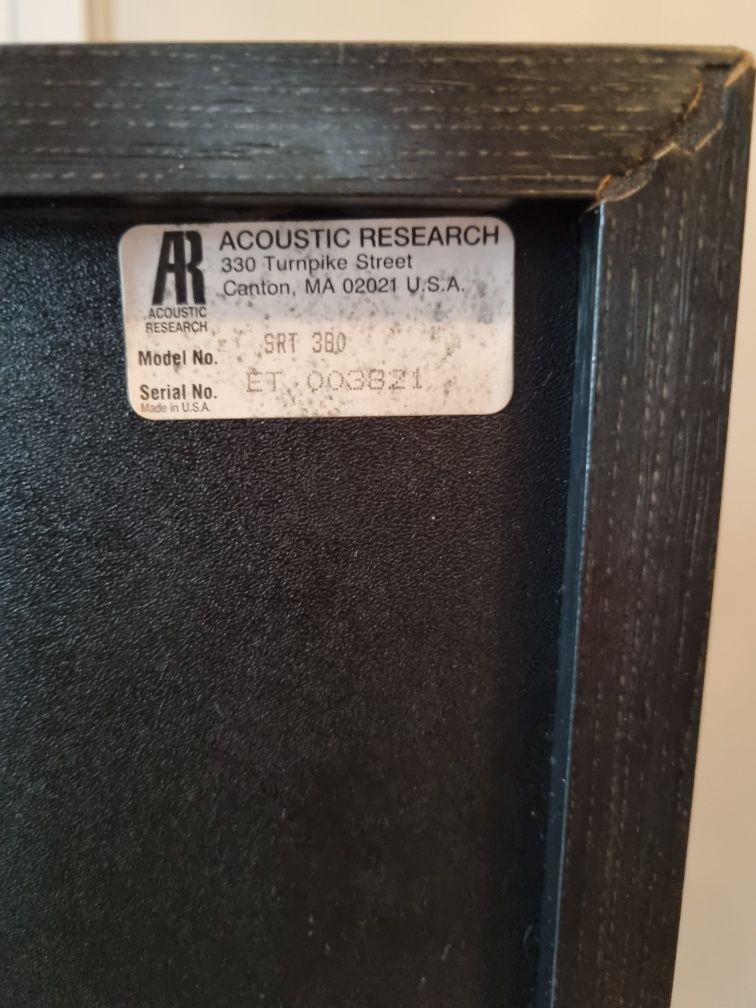 AR ACOUSTIC RESEARCH
330 Turnpike Street
Canton, MA 02021 U.S.A.
ACOUSTIC
RESEARCH
Model No. SRT 380
Serial No. ET 003821
Made in U.S.A.